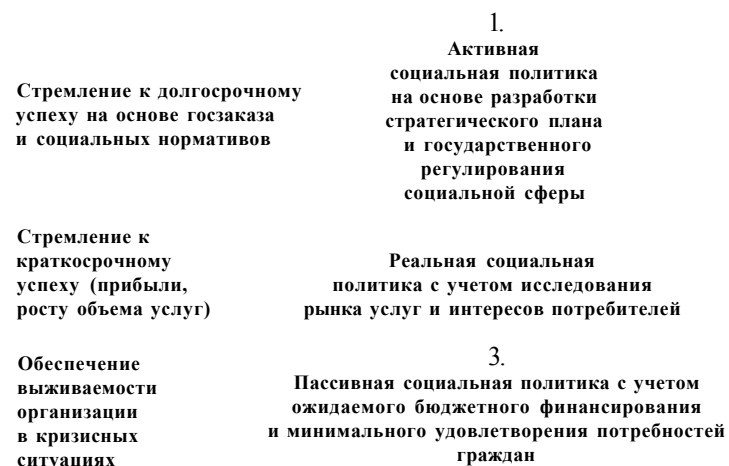 1.
Активная
социальная политика
на основе разработки
стратегического плана
и государственного
регулирования
социальной сферы
Стремление к долгосрочному
успеху на основе госзаказа
и социальных нормативов
Стремление к
краткосрочному
успеху (прибыли,
росту объема услуг)
Реальная социальная
политика с учетом исследования
рынка услуг и интересов потребителей
Обеспечение
выживаемости
организации
в кризисных
ситуациях
3.
Пассивная социальная политика с учетом
ожидаемого бюджетного финансирования
и минимального удовлетворения потребностей
граждан